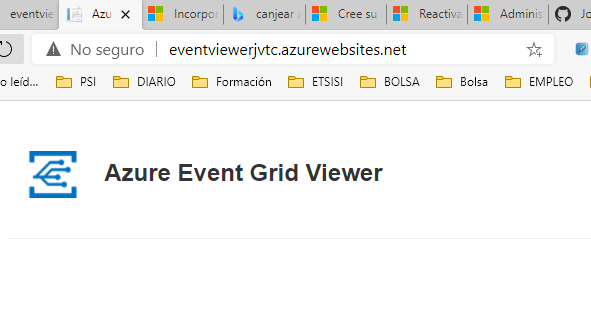 eventvie Azu Incorpor canjear a Cree su Reactiva Adminis Jo
No seguro eventviewerjvtc.azurewebsites.net
o leíd... PSI DIARIO Formación ETSISI BOLSA Bolsa EMPLEO
Azure Event Grid Viewer